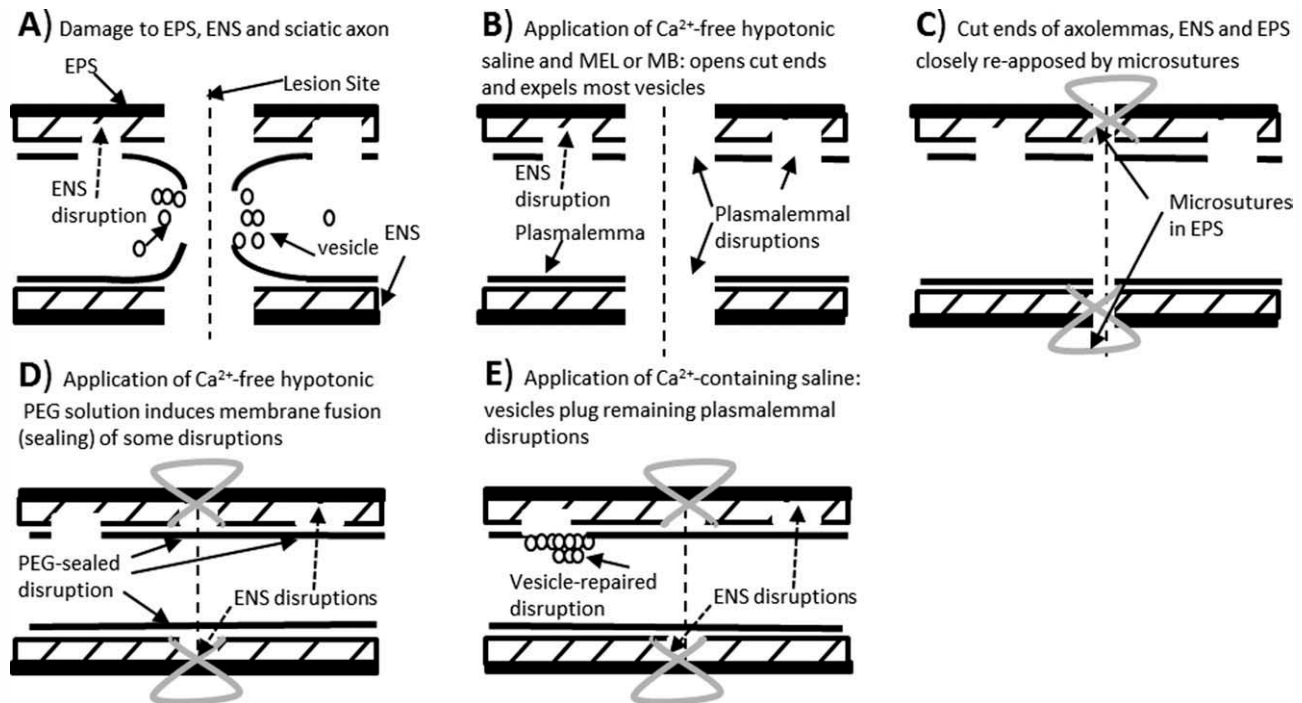 A) Damage to EPS, ENS and sciatic axon
EPS
Lesion Site
ENS
disruption
vesicle
ENS
B) Application of Ca²⁺-free hypotonic
saline and MEL or MB: opens cut ends
and expels most vesicles
ENS
disruption
Plasmalemma
Plasmalemmal
disruptions
C) Cut ends of axolemmas, ENS and EPS
closely re-apposed by microsutures
Microsutures
in EPS
D) Application of Ca²⁺-free hypotonic
PEG solution induces membrane fusion
(sealing) of some disruptions
PEG-sealed
disruption
ENS disruptions
E) Application of Ca²⁺-containing saline:
vesicles plug remaining plasmalemmal
disruptions
Vesicle-repaired
disruption
ENS disruptions